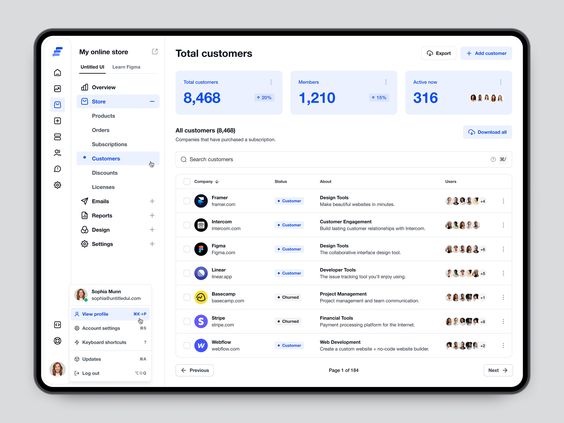 My online store
Untitled UI
Learn Figma
Overview
Store
Products
Orders
Subscriptions
Customers
Discounts
Licenses
Emails
Reports
Design
Settings
Sophia Munn
sophia@untitledui.com
View profile
⌘K→P
Account settings
⌘S
Keyboard shortcuts
?
Updates
Log out
Total customers
Export
+ Add customer
Total customers
8,468
20%
Members
1,210
15%
Active now
316
All customers (8,468)
Companies that have purchased a subscription.
Download all
Search customers
⌘/
Company
Status
About
Users
Framer
framer.com
Customer
Design Tools
Make beautiful websites in minutes.
+4
Intercom
intercom.com
Customer
Customer Engagement
Build lasting customer relationships with Intercom.
Figma
figma.com
Customer
Design Tools
The collaborative interface design tool.
+6
Linear
linear.app
Customer
Developer Tools
The issue tracking tool you'll enjoy using.
+5
Basecamp
basecamp.com
Churned
Project Management
Project management and team communication.
+1
Stripe
stripe.com
Churned
Financial Tools
Payment processing platform for the internet.
+6
Webflow
webflow.com
Customer
Web Development
Create a custom website + no-code website builder.
+2
Previous
Page 1 of 184
Next